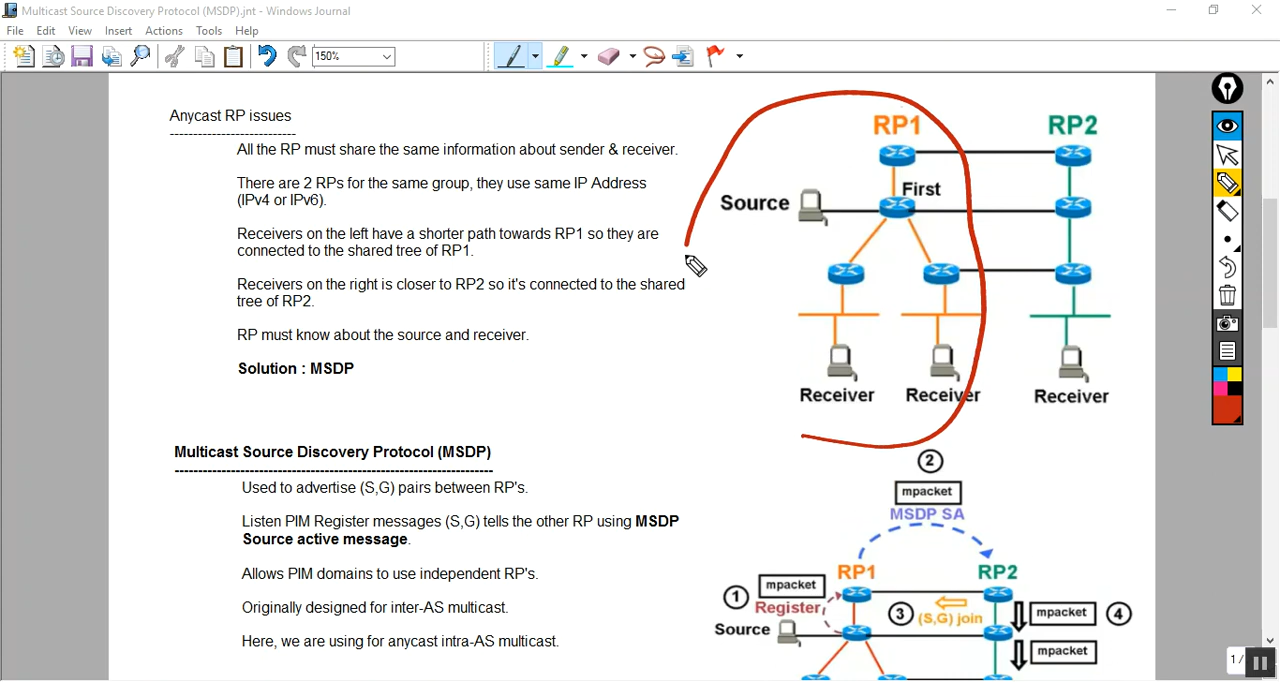 Multicast Source Discovery Protocol (MSDP).jnt - Windows Journal
File Edit View Insert Actions Tools Help
150%
Anycast RP issues
----------------------------
All the RP must share the same information about sender & receiver.
There are 2 RPs for the same group, they use same IP Address
(IPv4 or IPv6).
Receivers on the left have a shorter path towards RP1 so they are
connected to the shared tree of RP1.
Receivers on the right is closer to RP2 so it's connected to the shared
tree of RP2.
RP must know about the source and receiver.
Solution : MSDP
RP1 RP2
First
Source
Receiver Receiver Receiver
Multicast Source Discovery Protocol (MSDP)
----------------------------------------------------------------------
Used to advertise (S,G) pairs between RP's.
Listen PIM Register messages (S,G) tells the other RP using MSDP
Source active message.
Allows PIM domains to use independent RP's.
Originally designed for inter-AS multicast.
Here, we are using for anycast intra-AS multicast.
2
mpacket
MSDP SA
RP1 RP2
1 mpacket
Register
3 (S,G) join
mpacket 4
Source
mpacket
1 /